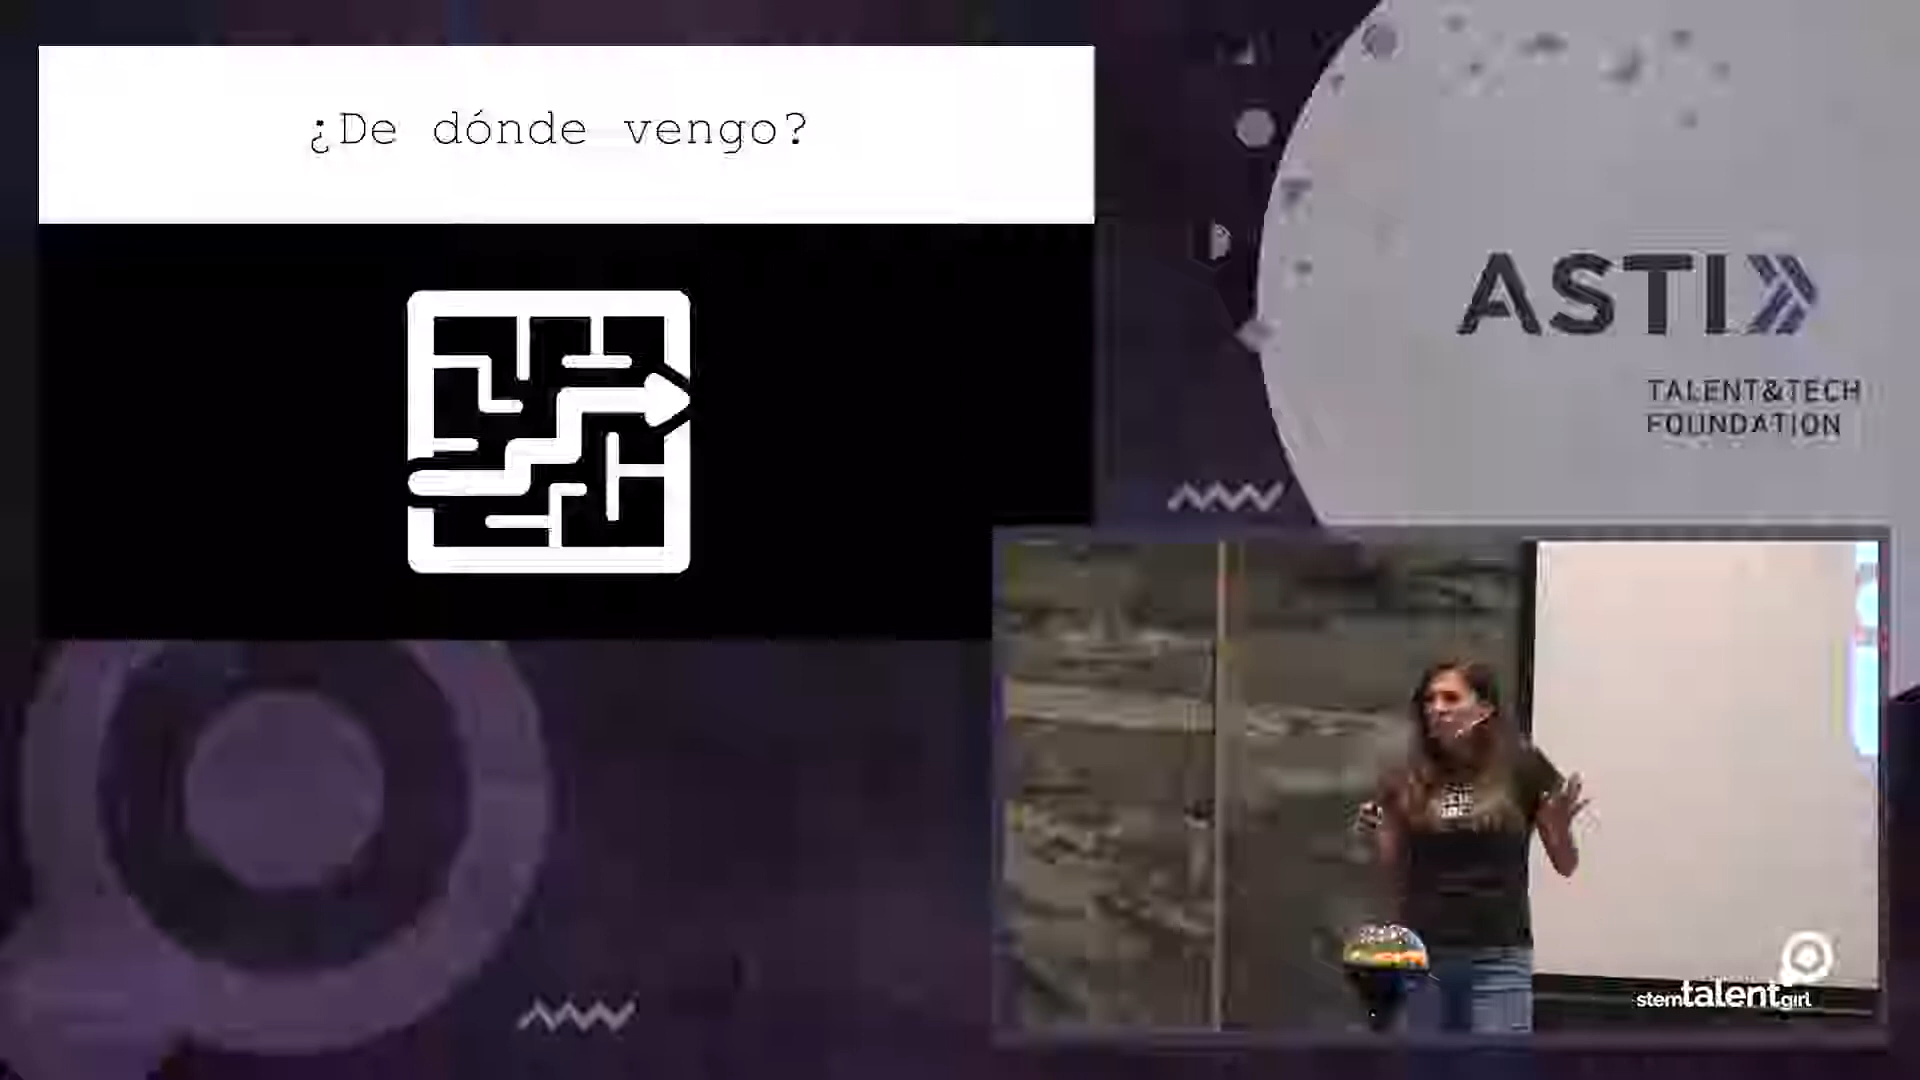 ¿De dónde vengo?
ASTI
TALENT&TECH
FOUNDATION
stemtalentgirl